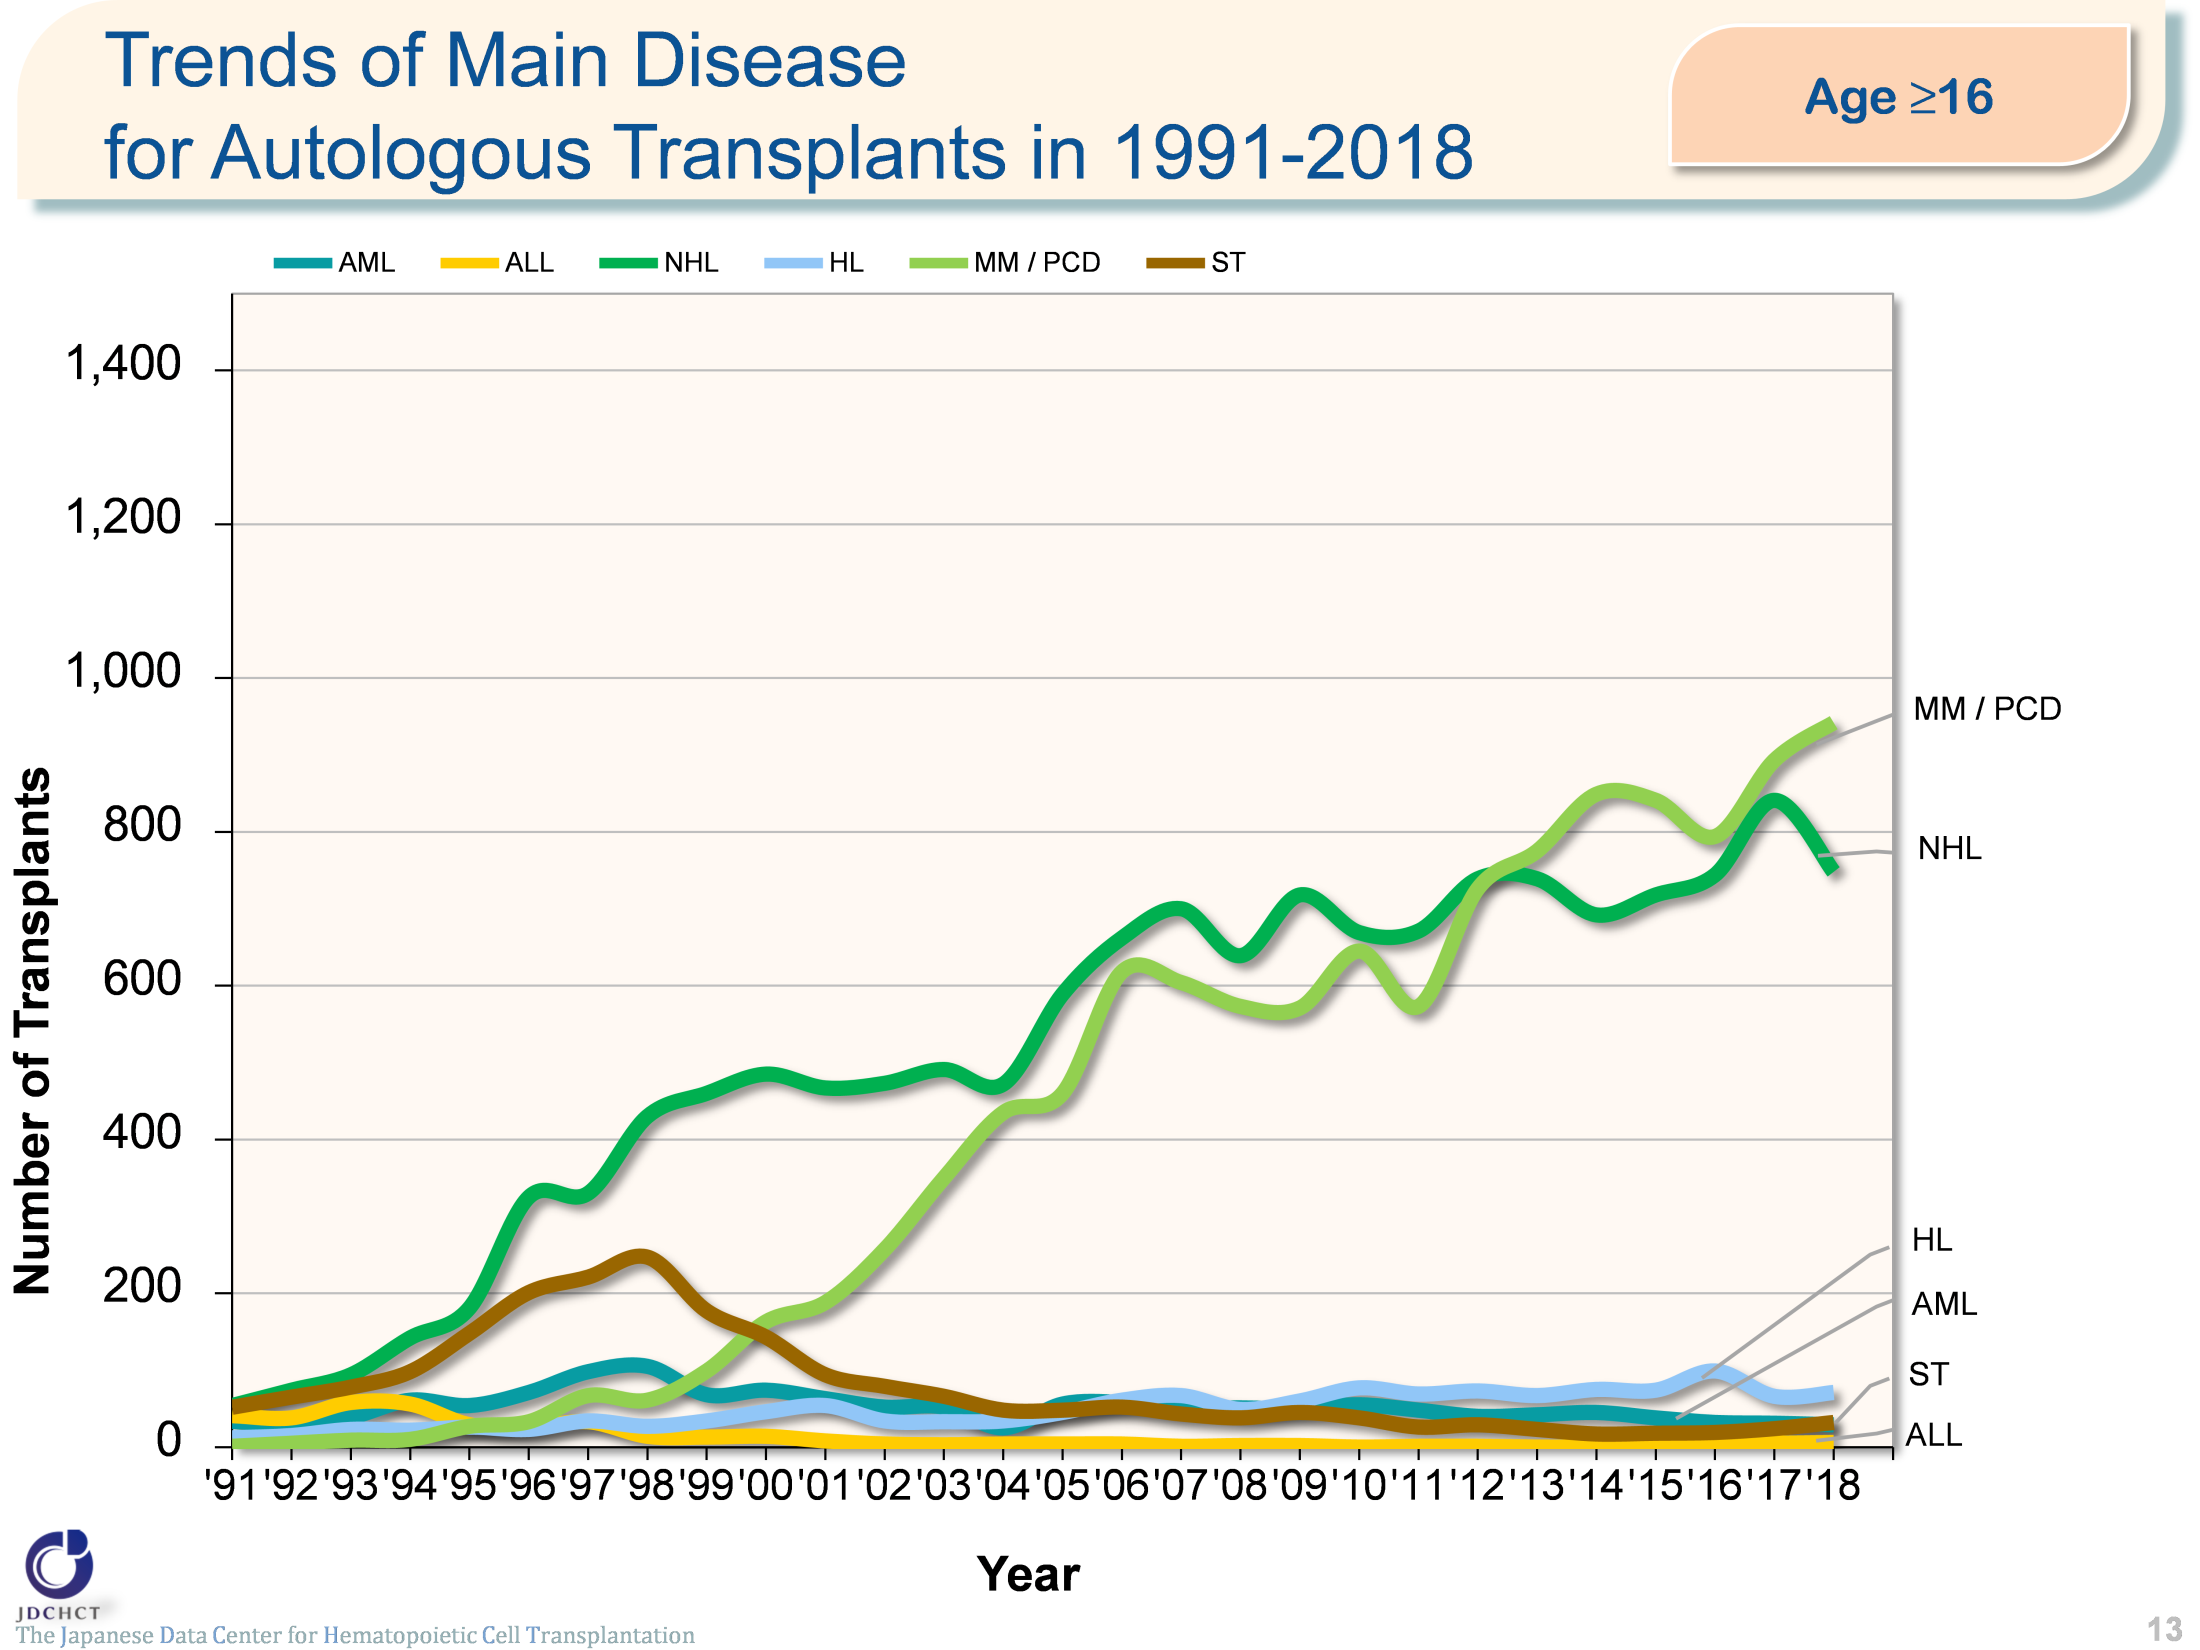 Trends of Main Disease
for Autologous Transplants in 1991-2018
Age ≥16
AML ALL NHL HL MM / PCD ST
1,400
1,200
1,000
800
600
400
200
0
Number of Transplants
MM / PCD
NHL
HL
AML
ST
ALL
'91 '92 '93 '94 '95 '96 '97 '98 '99 '00 '01 '02 '03 '04 '05 '06 '07 '08 '09 '10 '11 '12 '13 '14 '15 '16 '17 '18
Year
JDCHCT
The Japanese Data Center for Hematopoietic Cell Transplantation
13